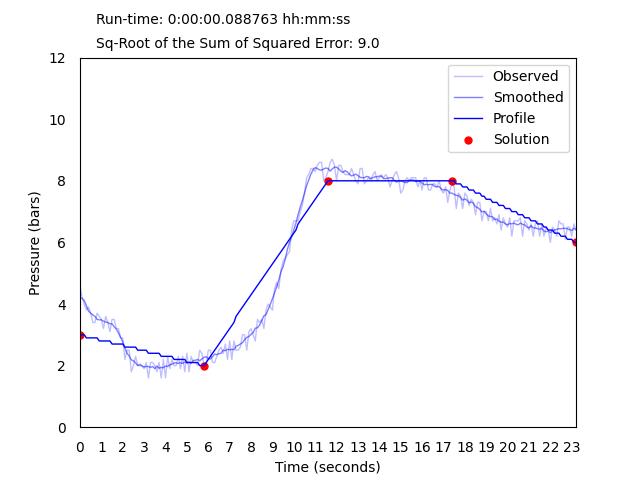 Run-time: 0:00:00.088763 hh:mm:ss
Sq-Root of the Sum of Squared Error: 9.0
12
10
8
6
4
2
0
Pressure (bars)
Observed
Smoothed
Profile
Solution
0 1 2 3 4 5 6 7 8 9 10 11 12 13 14 15 16 17 18 19 20 21 22 23
Time (seconds)